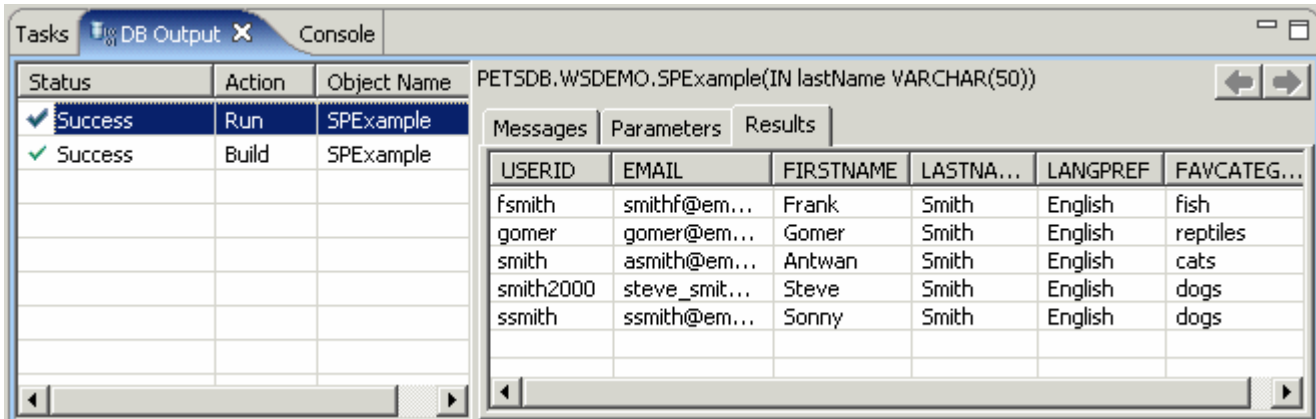 Tasks DB Output Console
Status Action Object Name
Success Run SPExample
Success Build SPExample
PETSDB.WSDEMO.SPExample(IN lastName VARCHAR(50))
Messages Parameters Results
USERID EMAIL FIRSTNAME LASTNA... LANGPREF FAVCATEG...
fsmith smithf@em... Frank Smith English fish
gomer gomer@em... Gomer Smith English reptiles
smith asmith@em... Antwan Smith English cats
smith2000 steve_smit... Steve Smith English dogs
ssmith ssmith@em... Sonny Smith English dogs